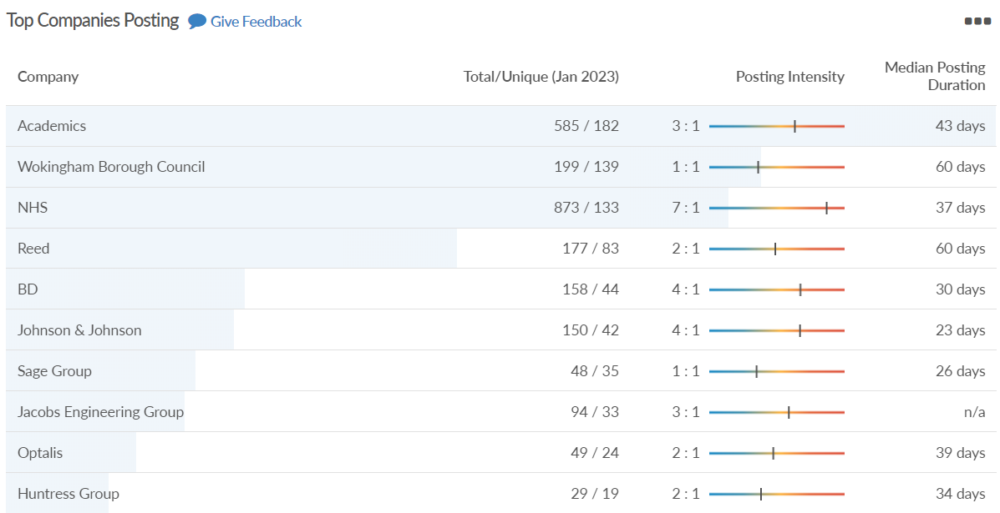 Top Companies Posting Give Feedback
Company Total/Unique (Jan 2023) Posting Intensity Median Posting Duration
Academics 585 / 182 3 : 1 43 days
Wokingham Borough Council 199 / 139 1 : 1 60 days
NHS 873 / 133 7 : 1 37 days
Reed 177 / 83 2 : 1 60 days
BD 158 / 44 4 : 1 30 days
Johnson & Johnson 150 / 42 4 : 1 23 days
Sage Group 48 / 35 1 : 1 26 days
Jacobs Engineering Group 94 / 33 3 : 1 n/a
Optalis 49 / 24 2 : 1 39 days
Huntress Group 29 / 19 2 : 1 34 days